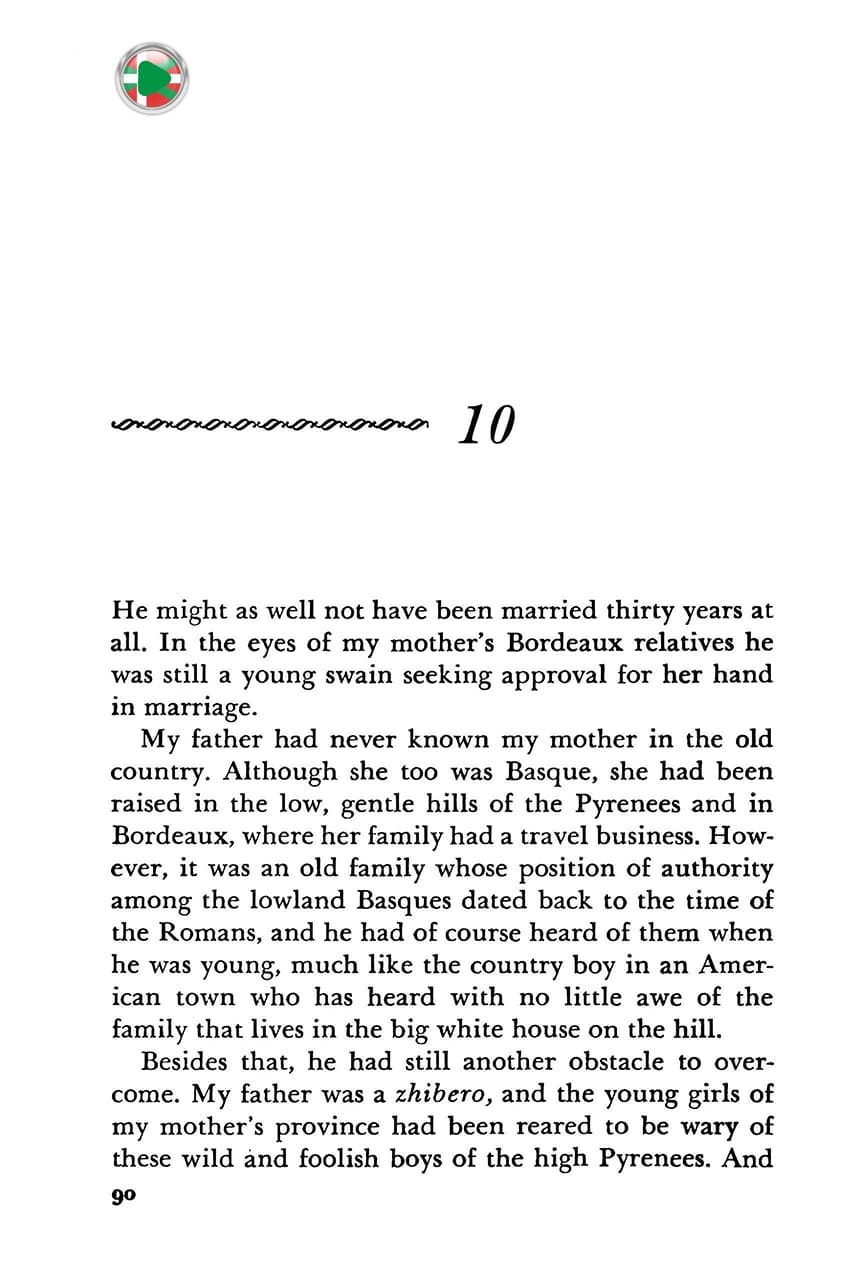 10
He might as well not have been married thirty years at
all. In the eyes of my mother's Bordeaux relatives he
was still a young swain seeking approval for her hand
in marriage.
My father had never known my mother in the old
country. Although she too was Basque, she had been
raised in the low, gentle hills of the Pyrenees and in
Bordeaux, where her family had a travel business. How-
ever, it was an old family whose position of authority
among the lowland Basques dated back to the time of
the Romans, and he had of course heard of them when
he was young, much like the country boy in an Amer-
ican town who has heard with no little awe of the
family that lives in the big white house on the hill.
Besides that, he had still another obstacle to over-
come. My father was a zhibero, and the young girls of
my mother's province had been reared to be wary of
these wild and foolish boys of the high Pyrenees. And
90